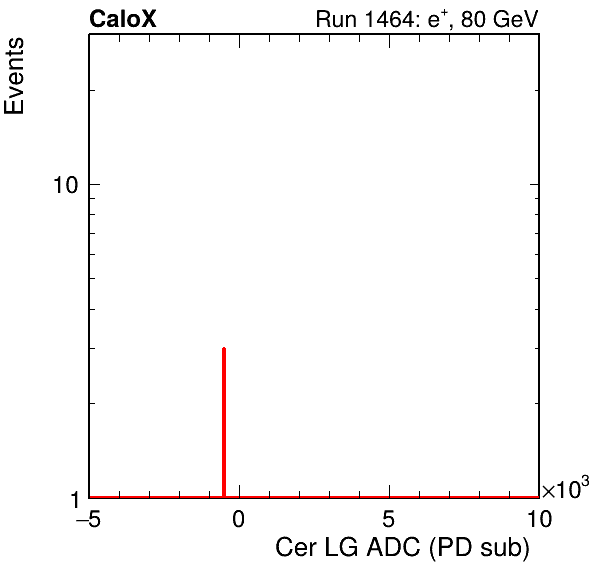 CaloX Run 1464: e⁺, 80 GeV
Events
10
1
−5 0 5 10
×10³
Cer LG ADC (PD sub)